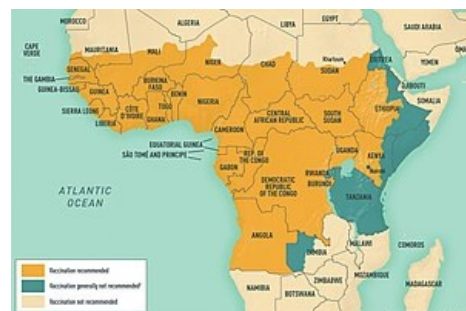 MOROCCO
ALGERIA
LIBYA
EGYPT
SAUDI ARABIA
CAPE
VERDE
MAURITANIA
MALI
NIGER
CHAD
Khartoum
SUDAN
ERITREA
YEMEN
SENEGAL
THE GAMBIA
GUINEA-BISSAU
GUINEA
BURKINA
FASO
BENIN
NIGERIA
DJIBOUTI
SOMALIA
SIERRA LEONE
LIBERIA
CÔTE
D'IVOIRE
GHANA
TOGO
CENTRAL
AFRICAN REPUBLIC
SOUTH
SUDAN
ETHIOPIA
CAMEROON
EQUATORIAL GUINEA
SÃO TOMÉ AND PRINCIPE
GABON
REP. OF
THE CONGO
UGANDA
KENYA
Nairobi
DEMOCRATIC
REPUBLIC
OF THE CONGO
RWANDA
BURUNDI
TANZANIA
ATLANTIC
OCEAN
ANGOLA
ZAMBIA
MALAWI
COMOROS
MOZAMBIQUE
ZIMBABWE
NAMIBIA
BOTSWANA
MADAGASCAR
Vaccination recommended
Vaccination generally not recommended
Vaccination not recommended